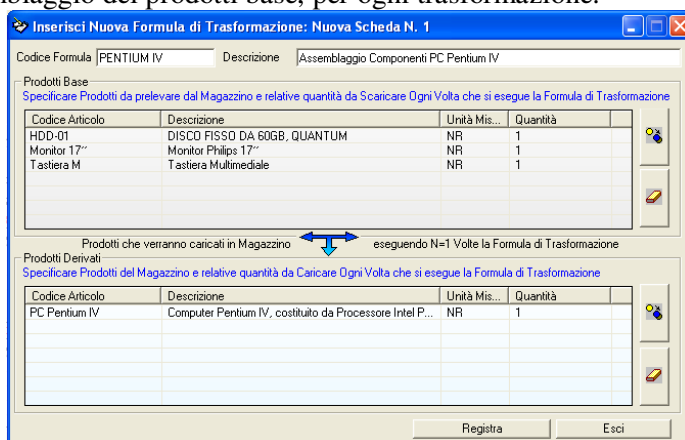 blaggio dei prodotti base, per ogni trasformazione.
Inserisci Nuova Formula di Trasformazione: Nuova Scheda N. 1
Codice Formula PENTIUM IV Descrizione Assemblaggio Componenti PC Pentium IV
Prodotti Base
Specificare Prodotti da prelevare dal Magazzino e relative quantità da Scaricare Ogni Volta che si esegue la Formula di Trasformazione
Codice Articolo Descrizione Unità Mis... Quantità
HDD-01 DISCO FISSO DA 60GB, QUANTUM NR 1
Monitor 17'' Monitor Philips 17'' NR 1
Tastiera M Tastiera Multimediale NR 1
Prodotti che verranno caricati in Magazzino eseguendo N=1 Volte la Formula di Trasformazione
Prodotti Derivati
Specificare Prodotti del Magazzino e relative quantità da Caricare Ogni Volta che si esegue la Formula di Trasformazione
Codice Articolo Descrizione Unità Mis... Quantità
PC Pentium IV Computer Pentium IV, costituito da Processore Intel P... NR 1
Registra Esci